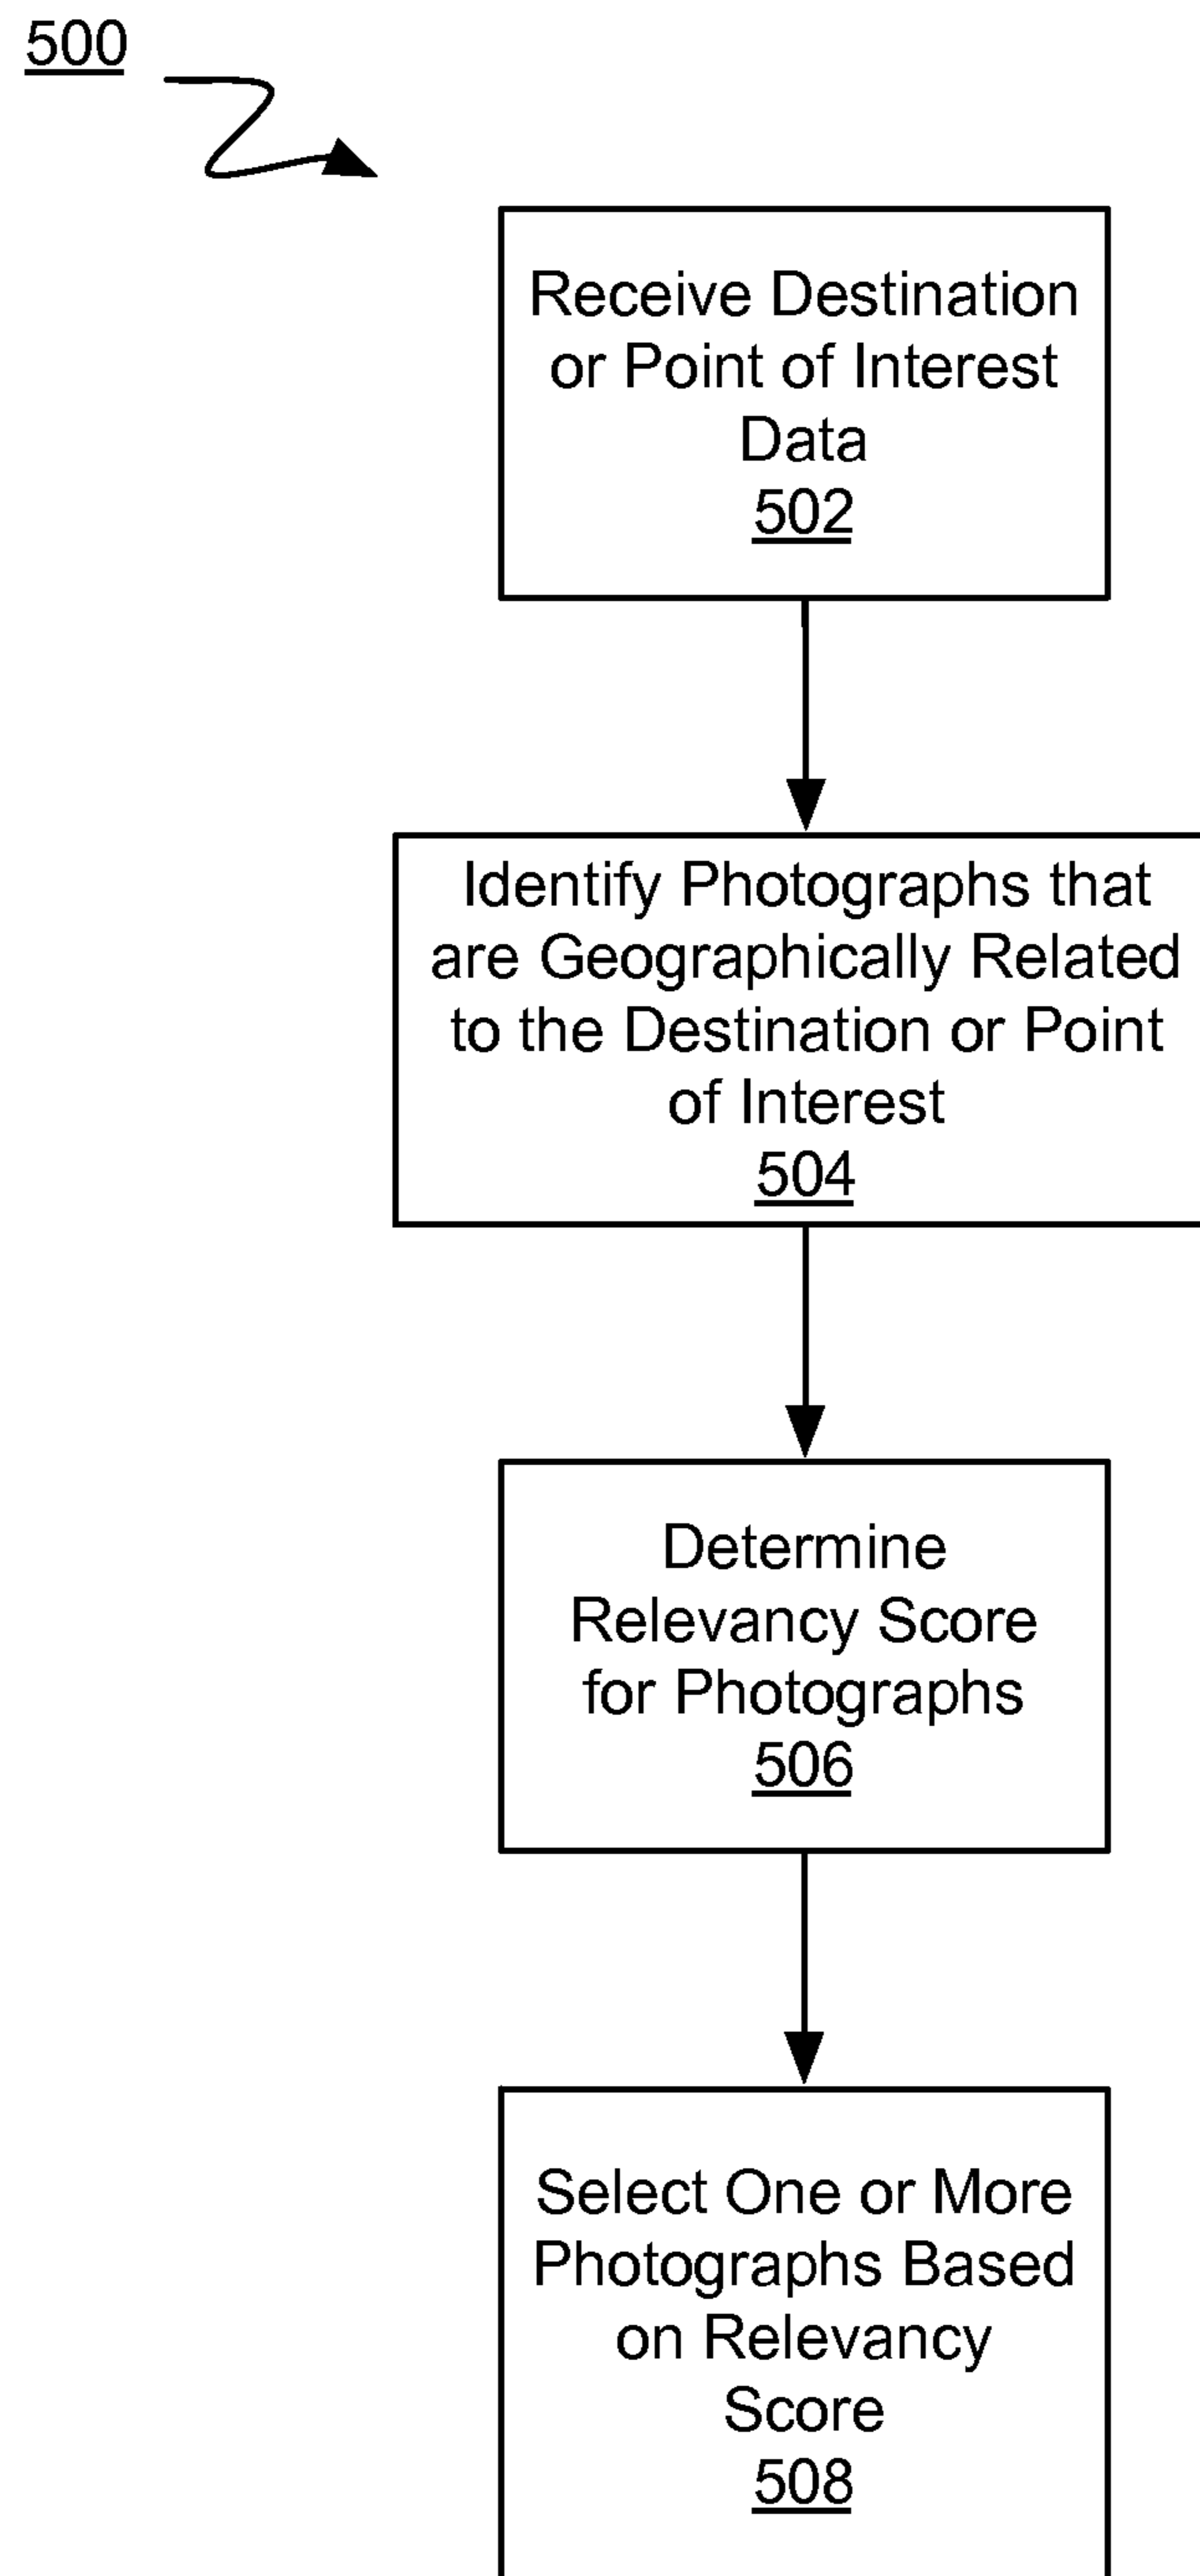 500
Receive Destination
or Point of Interest
Data
502
Identify Photographs that
are Geographically Related
to the Destination or Point
of Interest
504
Determine
Relevancy Score
for Photographs
506
Select One or More
Photographs Based
on Relevancy
Score
508